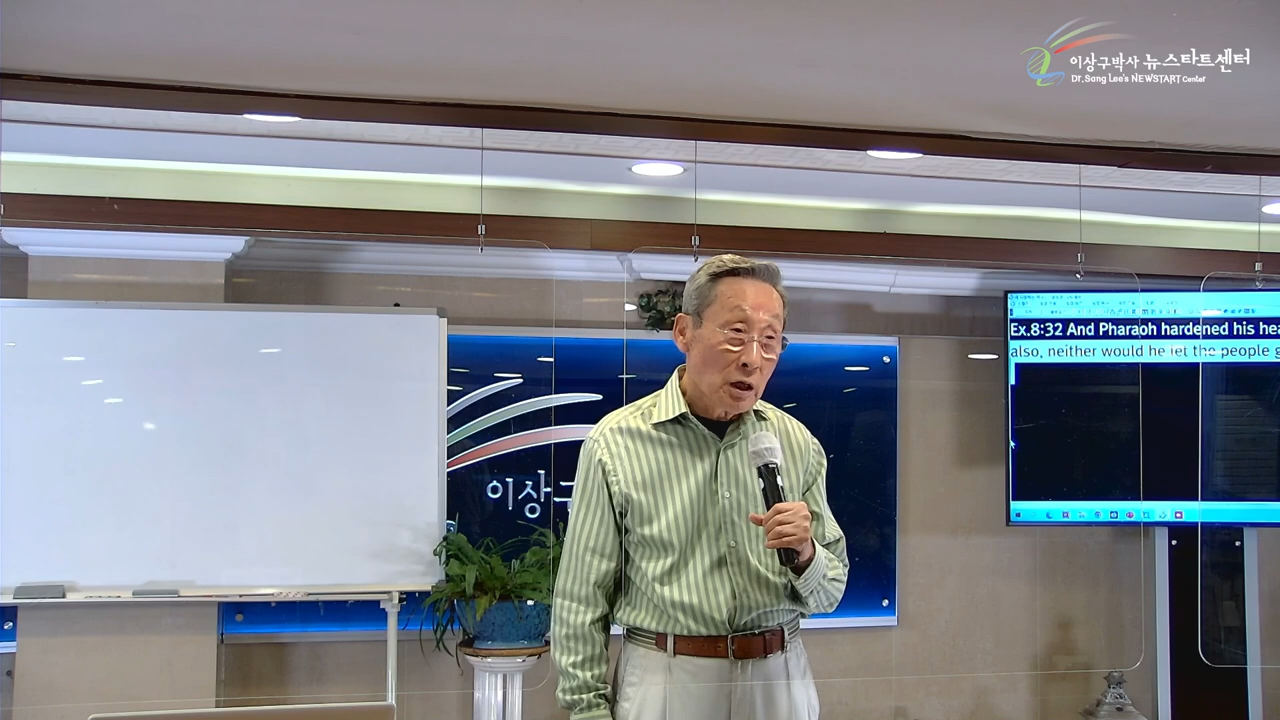 이상구박사 뉴스타트센터
Dr. Sang Lee's NEWSTART Center
Ex.8:32 And Pharaoh hardened his hea
also, neither would he let the people g
이상구